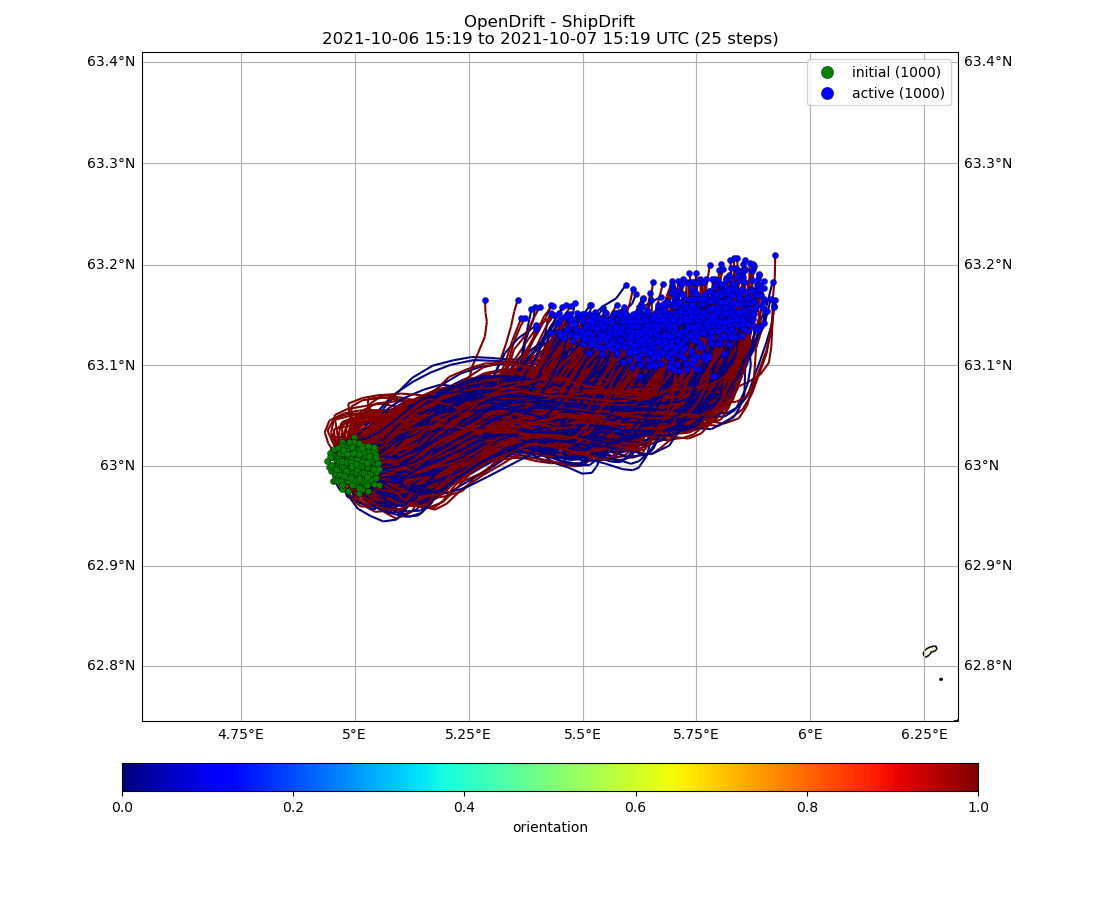 OpenDrift - ShipDrift
2021-10-06 15:19 to 2021-10-07 15:19 UTC (25 steps)
initial (1000)
active (1000)
63.4°N 63.4°N
63.3°N 63.3°N
63.2°N 63.2°N
63.1°N 63.1°N
63°N 63°N
62.9°N 62.9°N
62.8°N 62.8°N
4.75°E 5°E 5.25°E 5.5°E 5.75°E 6°E 6.25°E
0.0 0.2 0.4 0.6 0.8 1.0
orientation